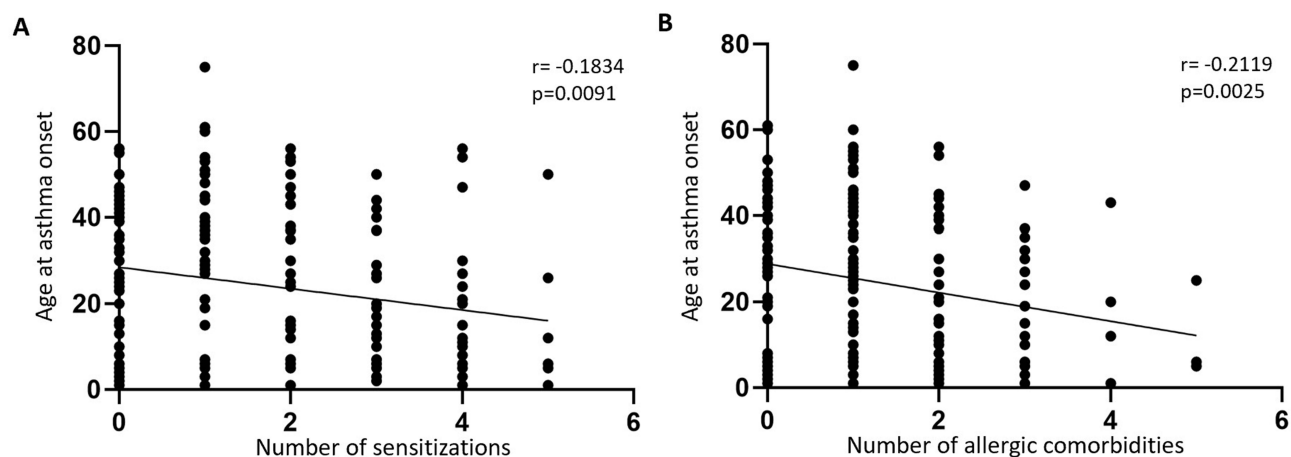 A
80
60
40
20
0
Age at asthma onset
r= -0.1834
p=0.0091
0 2 4 6
Number of sensitizations
B
80
60
40
20
0
Age at asthma onset
r= -0.2119
p=0.0025
0 2 4 6
Number of allergic comorbidities